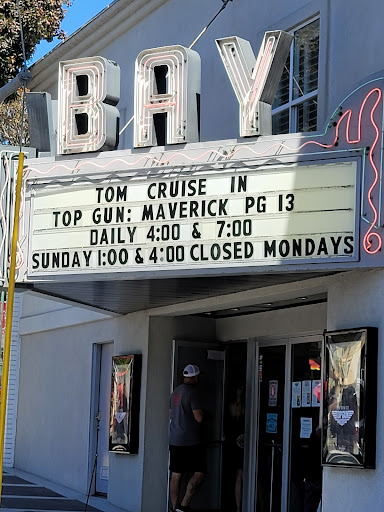 BAY
TOM CRUISE IN
TOP GUN: MAVERICK PG 13
DAILY 4:00 & 7:00
SUNDAY 1:00 & 4:00 CLOSED MONDAYS